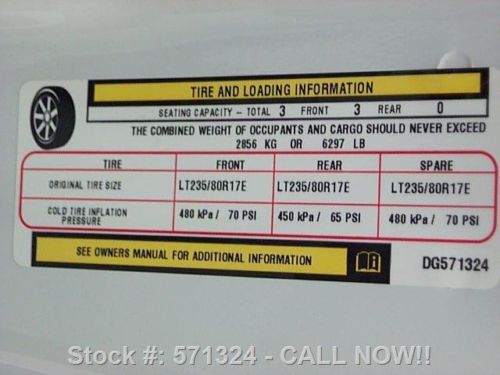 TIRE AND LOADING INFORMATION
SEATING CAPACITY - TOTAL 3 FRONT 3 REAR 0
THE COMBINED WEIGHT OF OCCUPANTS AND CARGO SHOULD NEVER EXCEED
2856 KG OR 6297 LB
TIRE FRONT REAR SPARE
ORIGINAL TIRE SIZE LT235/80R17E LT235/80R17E LT235/80R17E
COLD TIRE INFLATION PRESSURE 480 kPa / 70 PSI 450 kPa / 65 PSI 480 kPa / 70 PSI
SEE OWNERS MANUAL FOR ADDITIONAL INFORMATION DG571324
Stock #: 571324 - CALL NOW!!